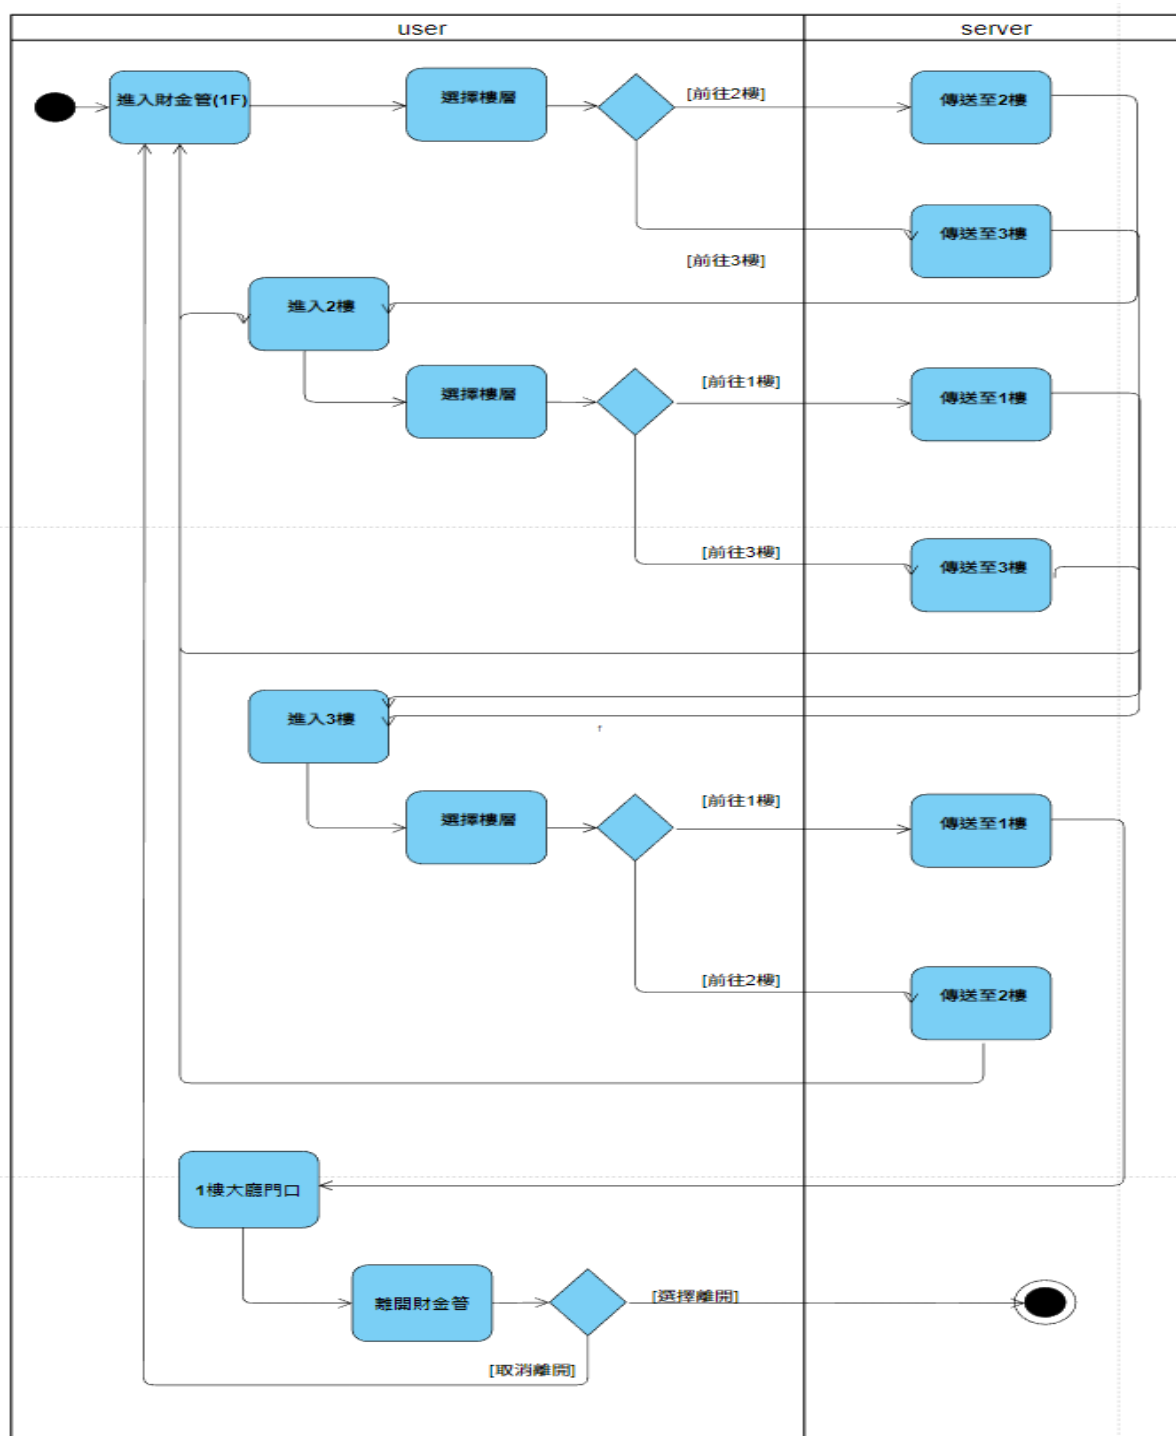 user
server
進入財金管(1F)
選擇樓層
[前往2樓]
傳送至2樓
傳送至3樓
[前往3樓]
進入2樓
選擇樓層
[前往1樓]
傳送至1樓
[前往3樓]
傳送至3樓
進入3樓
選擇樓層
[前往1樓]
傳送至1樓
[前往2樓]
傳送至2樓
1樓大廳門口
離開財金管
[選擇離開]
[取消離開]